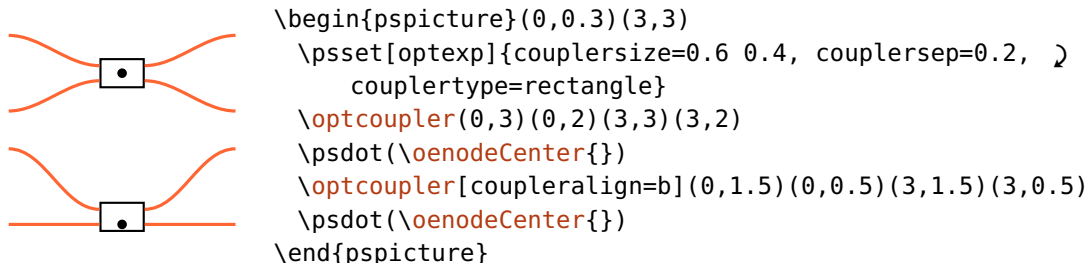 \begin{pspicture}(0,0.3)(3,3)
\psset[optexp]{couplersize=0.6 0.4, couplersep=0.2,
couplertype=rectangle}
\optcoupler(0,3)(0,2)(3,3)(3,2)
\psdot(\oenodeCenter{})
\optcoupler[coupleralign=b](0,1.5)(0,0.5)(3,1.5)(3,0.5)
\psdot(\oenodeCenter{})
\end{pspicture}